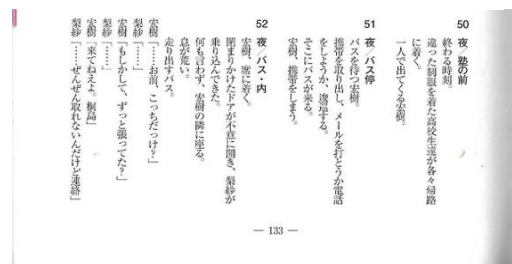 50 夜/塾の前
終わる時刻。
違った制服を着た高校生達が各々帰路
に着く。
一人で出てくる宏樹。
51 夜/バス停
バスを待つ宏樹。
携帯を取り出し、メールを打とうか電話
をしようか、逡巡する。
そこにバスが来る。
宏樹、携帯をしまう。
52 夜/バス・内
宏樹、席に着く。
閉まりかけたドアが不意に開き、梨紗が
乗り込んできた。
何も言わず、宏樹の隣に座る。
息が荒い。
走り出すバス。
宏樹「……お前、こっちだっけ?」
梨紗「……」
宏樹「もしかして、ずっと張ってた?」
梨紗「……」
宏樹「来てねえよ。桐島」
梨紗「……ぜんぜん取れないんだけど連絡」
— 133 —